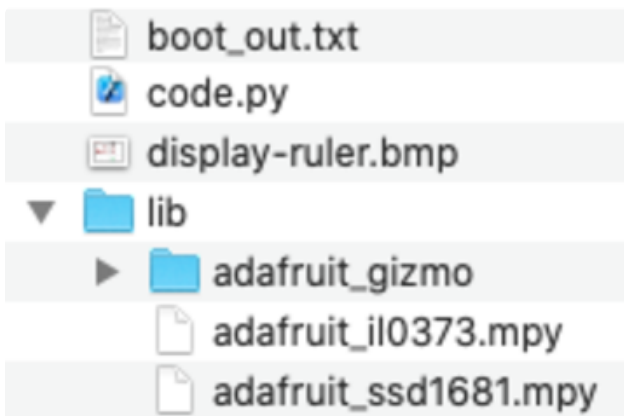 boot_out.txt
code.py
display-ruler.bmp
lib
adafruit_gizmo
adafruit_il0373.mpy
adafruit_ssd1681.mpy